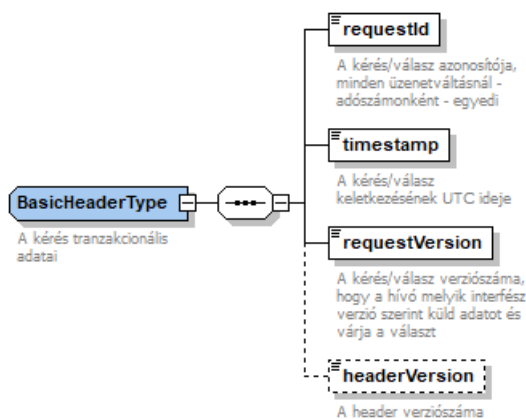 requestId
A kérés/válasz azonosítója,
minden üzenetváltásnál -
adószámonként - egyedi
timestamp
A kérés/válasz
keletkezésének UTC ideje
BasicHeaderType
A kérés tranzakcionális
adatai
requestVersion
A kérés/válasz verziószáma,
hogy a hívó melyik interfész
verzió szerint küld adatot és
várja a választ
headerVersion
A header verziószáma